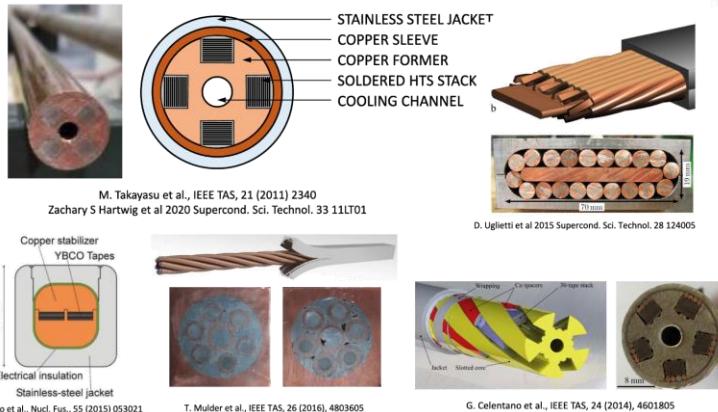 STAINLESS STEEL JACKET
COPPER SLEEVE
COPPER FORMER
SOLDERED HTS STACK
COOLING CHANNEL
M. Takayasu et al., IEEE TAS, 21 (2011) 2340
Zachary S Hartwig et al 2020 Supercond. Sci. Technol. 33 11LT01
b
19 mm
70 mm
D. Uglietti et al 2015 Supercond. Sci. Technol. 28 124005
Copper stabilizer
YBCO Tapes
Electrical insulation
Stainless-steel jacket
o et al., Nucl. Fus., 55 (2015) 053021
T. Mulder et al., IEEE TAS, 26 (2016), 4803605
Wrapping
Cu spacers
Jacket
Slotted core
8 mm
G. Celentano et al., IEEE TAS, 24 (2014), 4601805